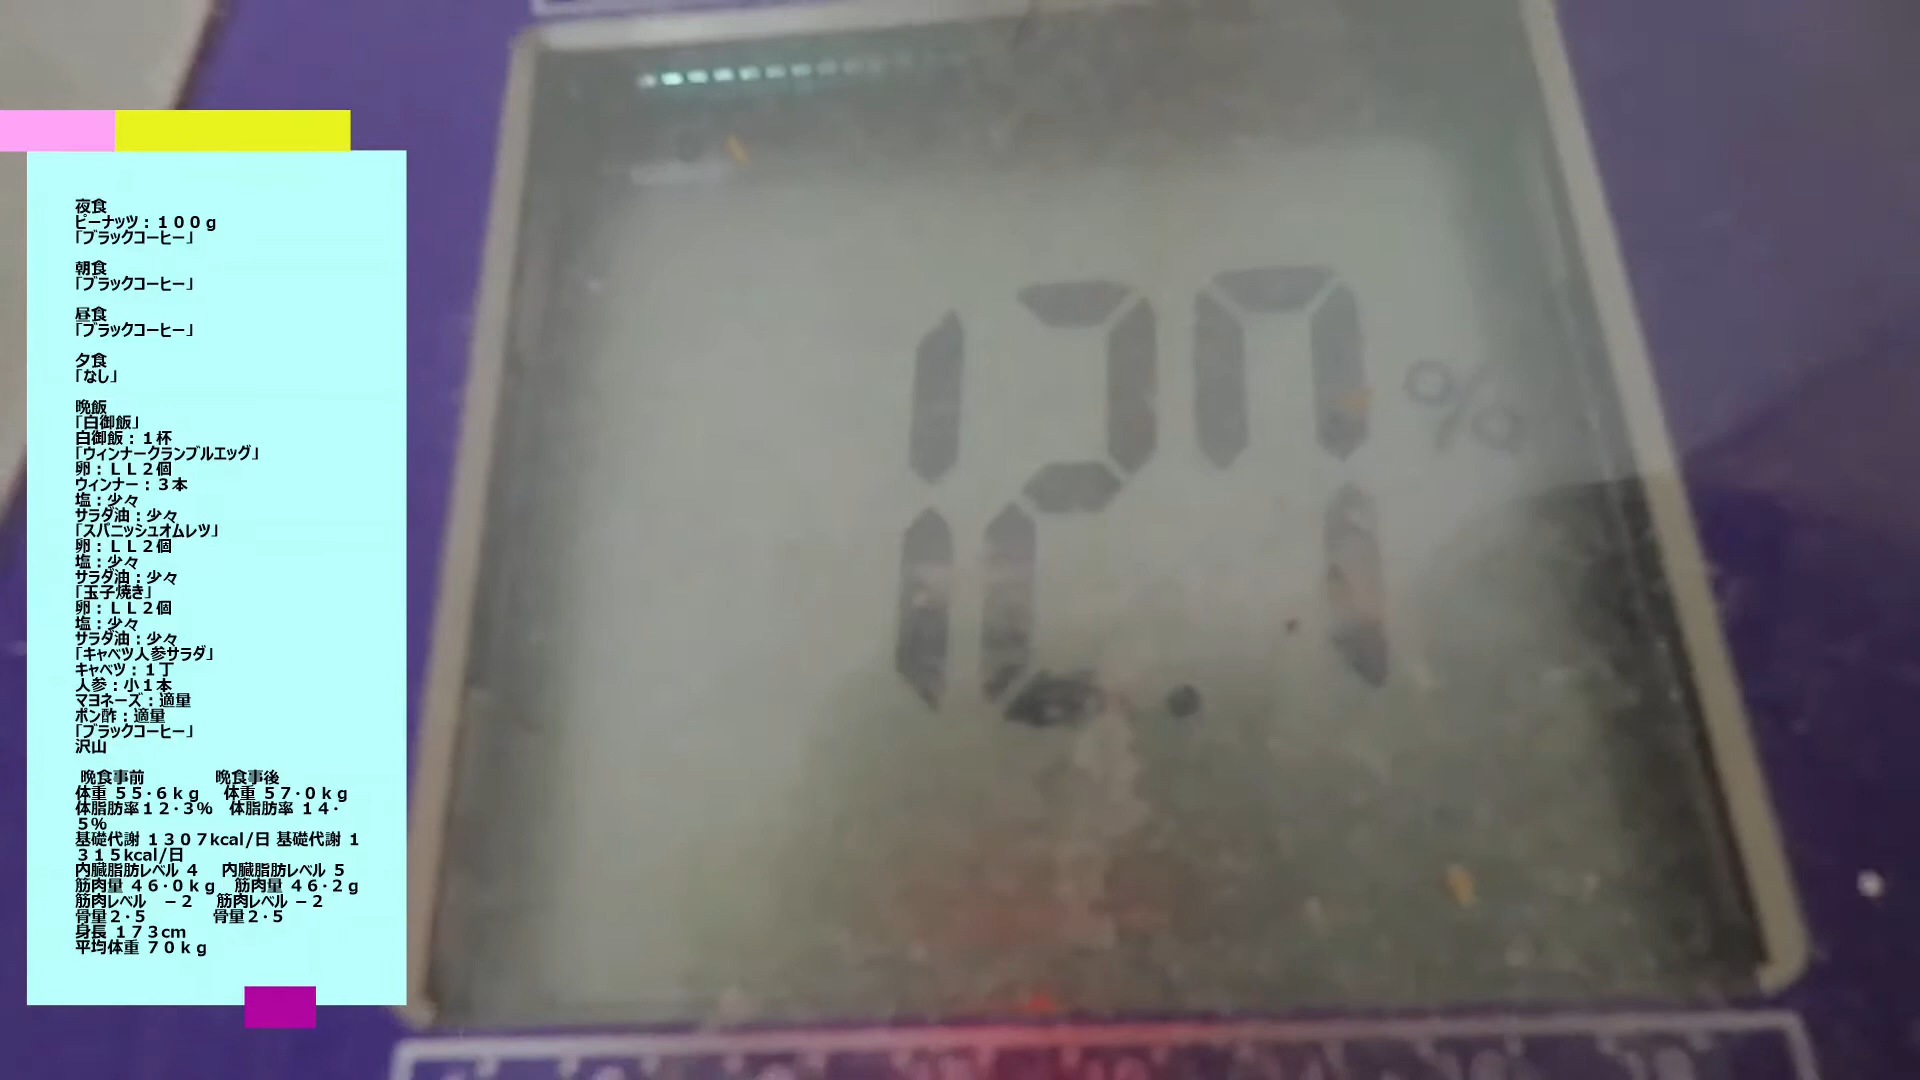 夜食
ピーナッツ：１００ｇ
「ブラックコーヒー」
朝食
「ブラックコーヒー」
昼食
「ブラックコーヒー」
夕食
「なし」
晩飯
「白御飯」
白御飯：１杯
「ウィンナークランブルエッグ」
卵：ＬＬ２個
ウィンナー：３本
塩：少々
サラダ油：少々
「スパニッシュオムレツ」
卵：ＬＬ２個
塩：少々
サラダ油：少々
「玉子焼き」
卵：ＬＬ２個
塩：少々
サラダ油：少々
「キャベツ人参サラダ」
キャベツ：１丁
人参：小１本
マヨネーズ：適量
ポン酢：適量
「ブラックコーヒー」
沢山
晩食事前　晩食事後
体重 ５５・６ｋｇ　体重 ５７・０ｋｇ
体脂肪率１２・３％　体脂肪率 １４・
５％
基礎代謝 １３０７kcal/日 基礎代謝 １
３１５kcal/日
内臓脂肪レベル ４　内臓脂肪レベル ５
筋肉量 ４６・０ｋｇ　筋肉量 ４６・２ｇ
筋肉レベル　－２　筋肉レベル －２
骨量２・５　骨量２・５
身長 １７３cm
平均体重 ７０ｋｇ
12.7%